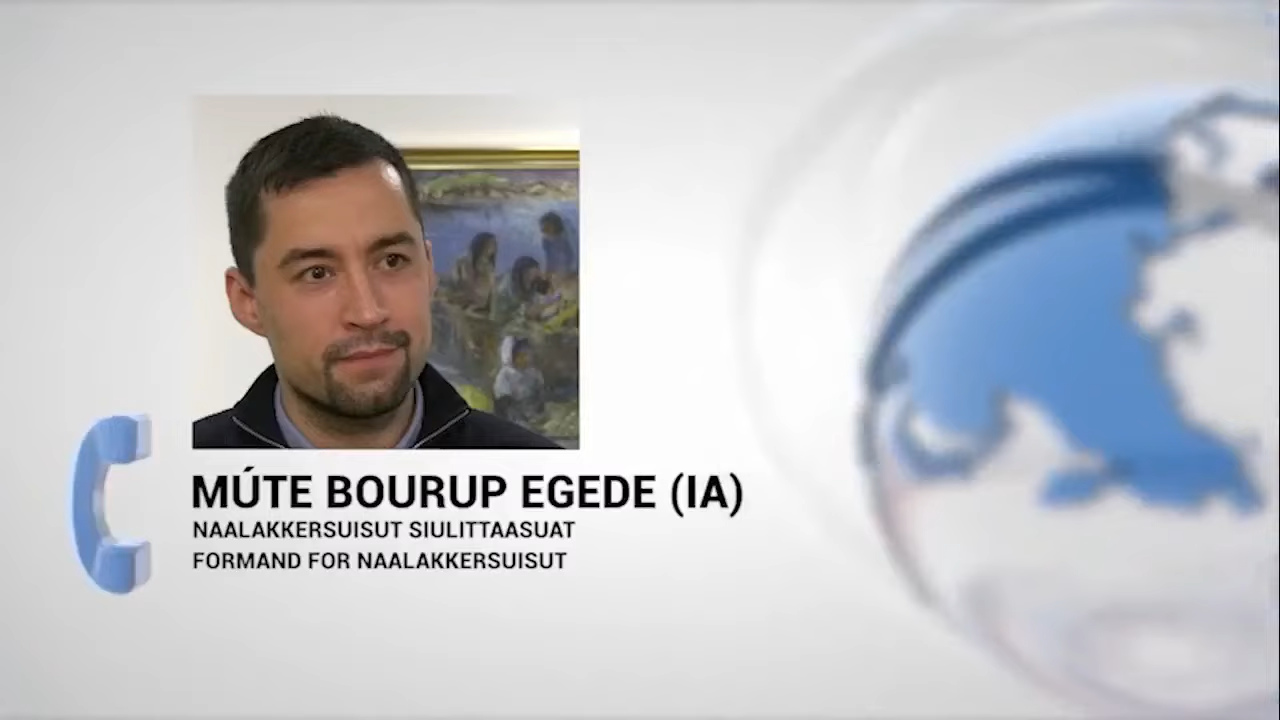 MÚTE BOURUP EGEDE (IA)
NAALAKKERSUISUT SIULITTAASUAT
FORMAND FOR NAALAKKERSUISUT